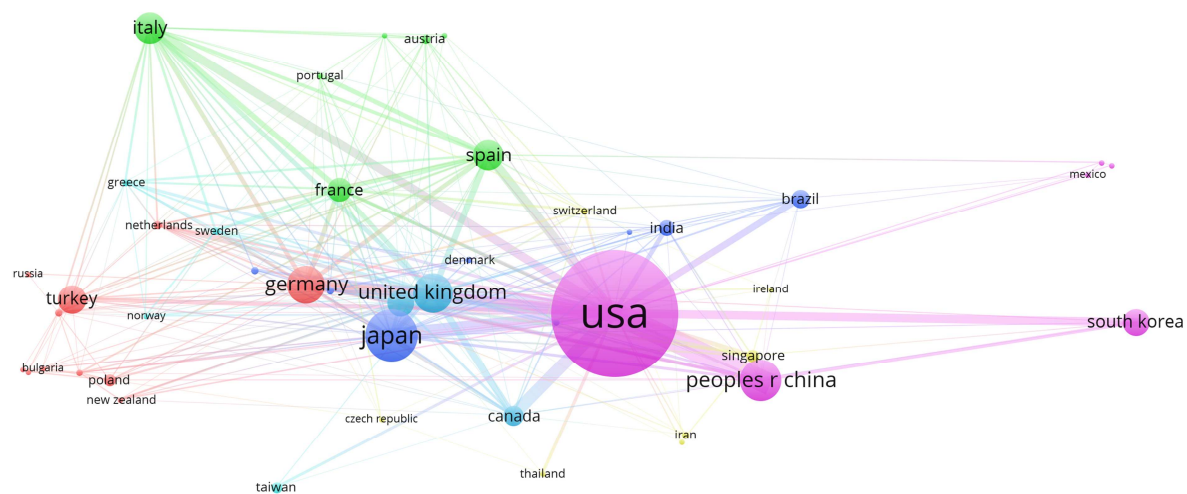 italy
austria
portugal
spain
greece
france
switzerland
brazil
mexico
netherlands
sweden
india
denmark
russia
turkey
germany
united kingdom
ireland
norway
japan
usa
south korea
singapore
bulgaria
poland
peoples r china
new zealand
czech republic
canada
iran
thailand
taiwan